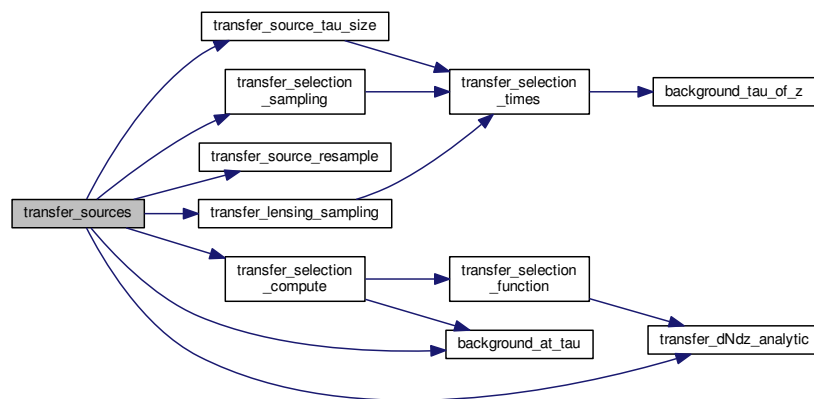 transfer_source_tau_size
transfer_selection
_sampling
transfer_selection
_times
background_tau_of_z
transfer_source_resample
transfer_sources
transfer_lensing_sampling
transfer_selection
_compute
transfer_selection
_function
background_at_tau
transfer_dNdz_analytic